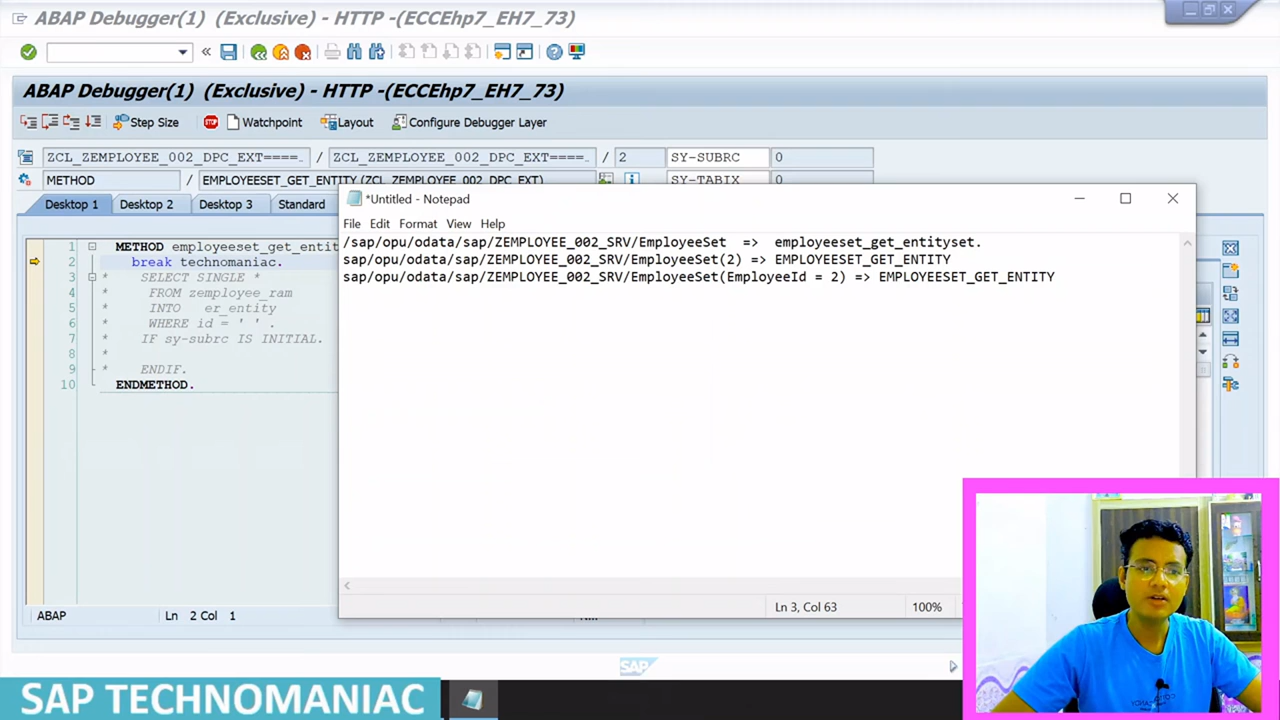 ABAP Debugger(1) (Exclusive) - HTTP -(ECCEhp7_EH7_73)
ABAP Debugger(1) (Exclusive) - HTTP -(ECCEhp7_EH7_73)
Step Size Watchpoint Layout Configure Debugger Layer
ZCL_ZEMPLOYEE_002_DPC_EXT====… / ZCL_ZEMPLOYEE_002_DPC_EXT====… / 2 SY-SUBRC 0
METHOD / EMPLOYEESET_GET_ENTITY (ZCL_ZEMPLOYEE_002_DPC_EXT) SY-TABIX 0
Desktop 1 Desktop 2 Desktop 3 Standard
*Untitled - Notepad
File Edit Format View Help
/sap/opu/odata/sap/ZEMPLOYEE_002_SRV/EmployeeSet => employeeset_get_entityset.
sap/opu/odata/sap/ZEMPLOYEE_002_SRV/EmployeeSet(2) => EMPLOYEESET_GET_ENTITY
sap/opu/odata/sap/ZEMPLOYEE_002_SRV/EmployeeSet(EmployeeId = 2) => EMPLOYEESET_GET_ENTITY
1 METHOD employeeset_get_entit
2 break technomaniac.
3 * SELECT SINGLE *
4 * FROM zemployee_ram
5 * INTO er_entity
6 * WHERE id = ' ' .
7 * IF sy-subrc IS INITIAL.
8 *
9 * ENDIF.
10 ENDMETHOD.
ABAP Ln 2 Col 1
Ln 3, Col 63 100%
SAP
SAP TECHNOMANIAC